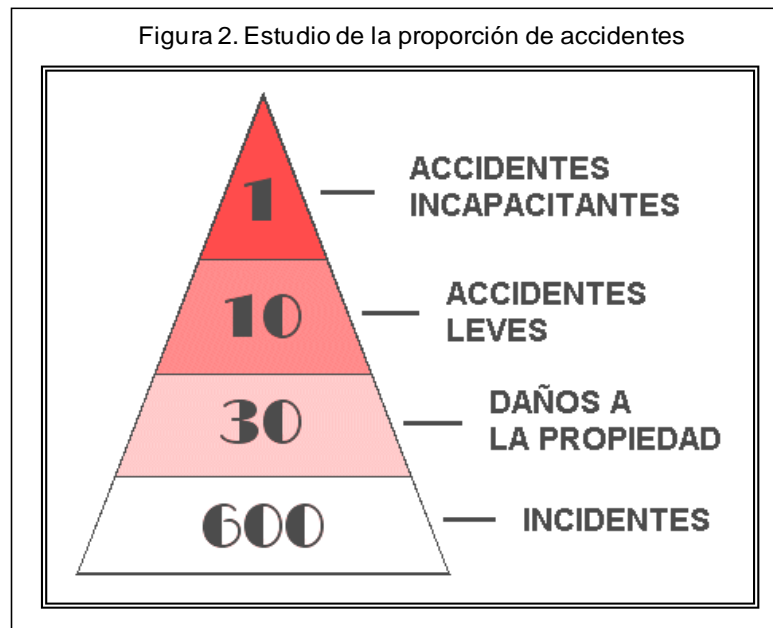 Figura 2. Estudio de la proporción de accidentes
1
ACCIDENTES
INCAPACITANTES
10
ACCIDENTES
LEVES
30
DAÑOS A
LA PROPIEDAD
600
INCIDENTES